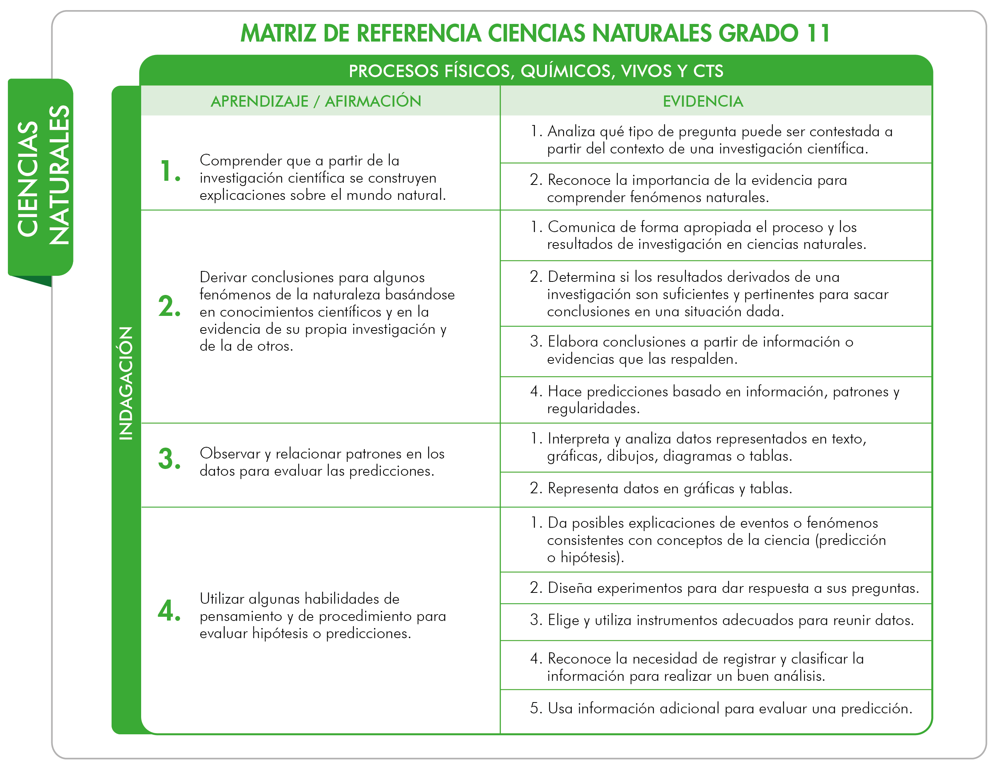 MATRIZ DE REFERENCIA CIENCIAS NATURALES GRADO 11
CIENCIAS
NATURALES
PROCESOS FÍSICOS, QUÍMICOS, VIVOS Y CTS
INDAGACIÓN
APRENDIZAJE / AFIRMACIÓN
EVIDENCIA
1.
Comprender que a partir de la
investigación científica se construyen
explicaciones sobre el mundo natural.
1. Analiza qué tipo de pregunta puede ser contestada a
partir del contexto de una investigación científica.
2. Reconoce la importancia de la evidencia para
comprender fenómenos naturales.
2.
Derivar conclusiones para algunos
fenómenos de la naturaleza basándose
en conocimientos científicos y en la
evidencia de su propia investigación y
de la de otros.
1. Comunica de forma apropiada el proceso y los
resultados de investigación en ciencias naturales.
2. Determina si los resultados derivados de una
investigación son suficientes y pertinentes para sacar
conclusiones en una situación dada.
3. Elabora conclusiones a partir de información o
evidencias que las respalden.
4. Hace predicciones basado en información, patrones y
regularidades.
3.
Observar y relacionar patrones en los
datos para evaluar las predicciones.
1. Interpreta y analiza datos representados en texto,
gráficas, dibujos, diagramas o tablas.
2. Representa datos en gráficas y tablas.
4.
Utilizar algunas habilidades de
pensamiento y de procedimiento para
evaluar hipótesis o predicciones.
1. Da posibles explicaciones de eventos o fenómenos
consistentes con conceptos de la ciencia (predicción
o hipótesis).
2. Diseña experimentos para dar respuesta a sus preguntas.
3. Elige y utiliza instrumentos adecuados para reunir datos.
4. Reconoce la necesidad de registrar y clasificar la
información para realizar un buen análisis.
5. Usa información adicional para evaluar una predicción.